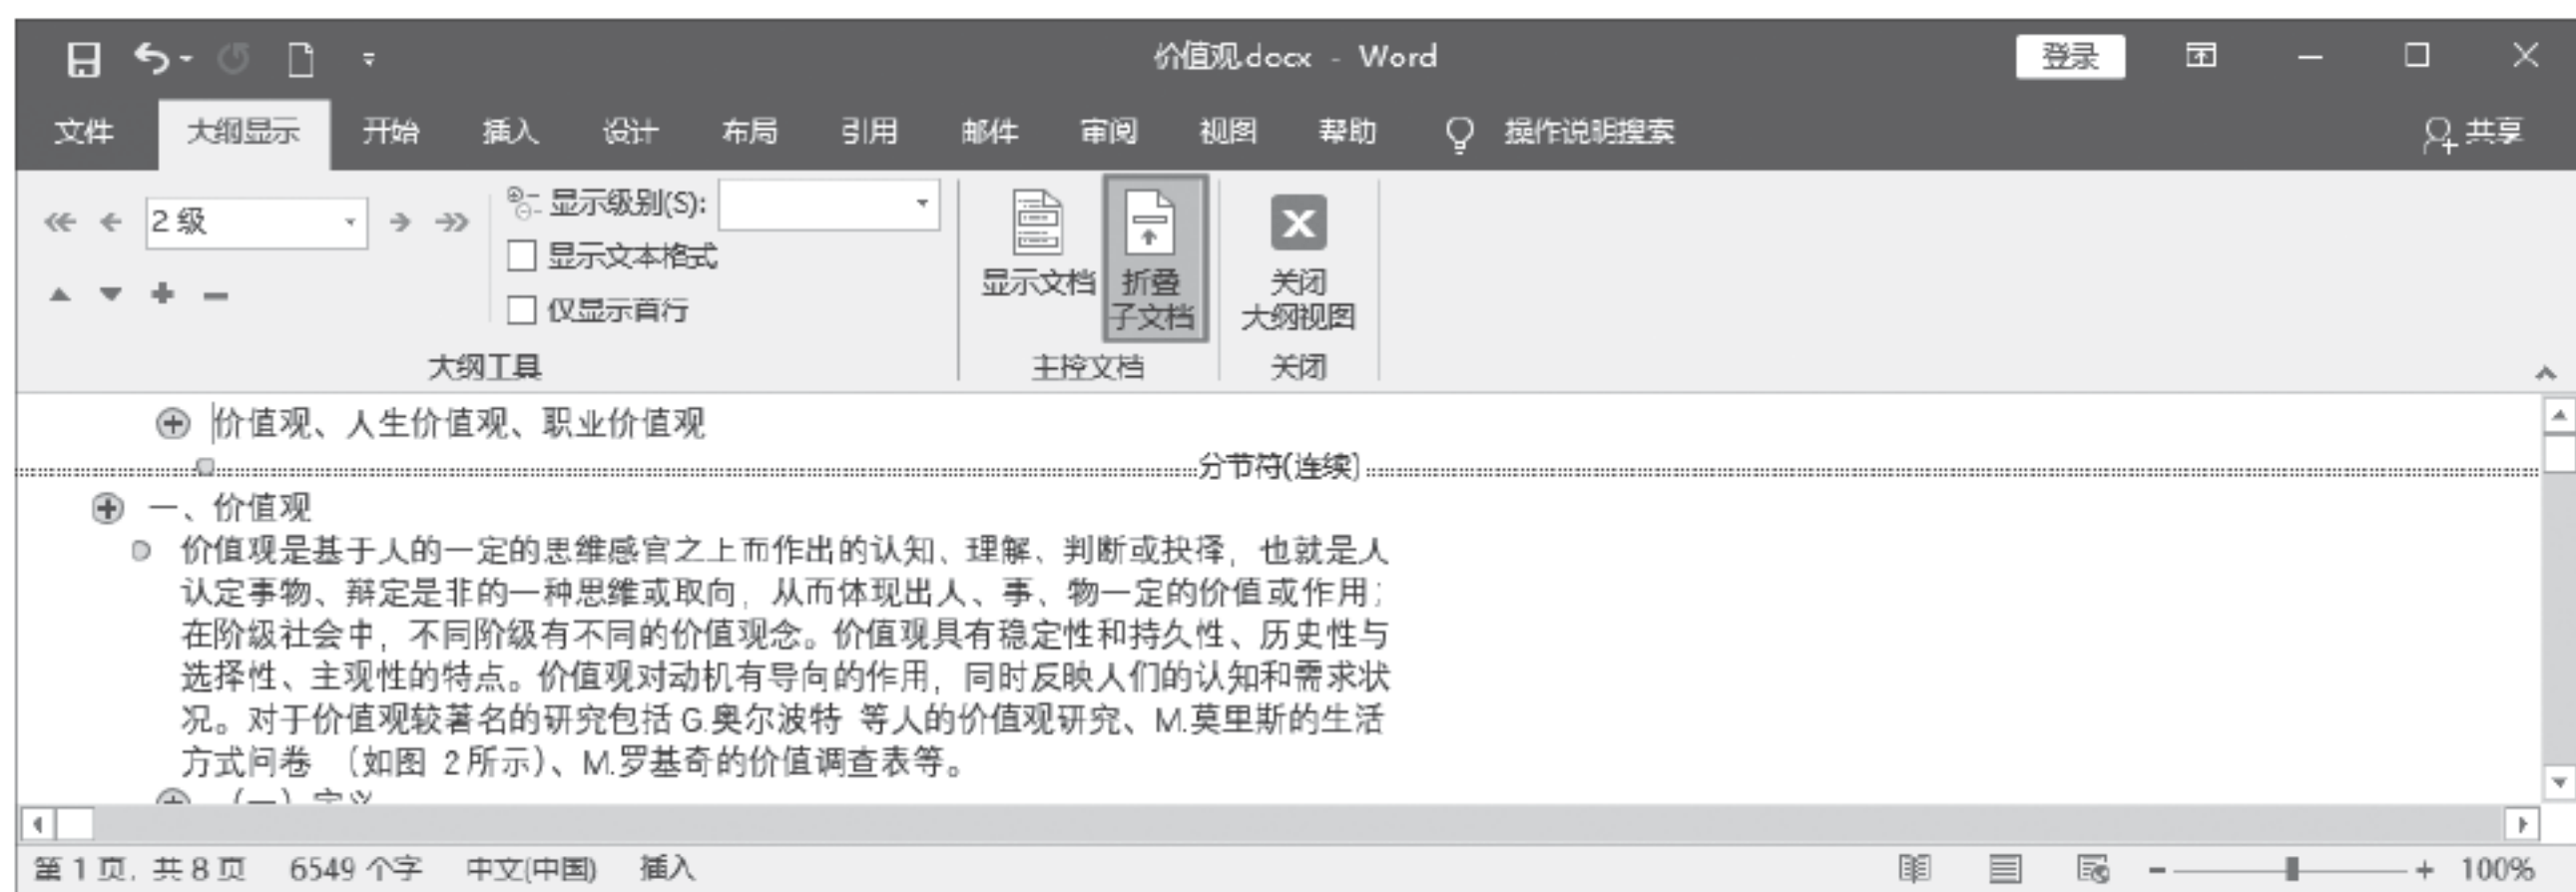 价值观.docx - Word
登录
文件 大纲显示 开始 插入 设计 布局 引用 邮件 审阅 视图 帮助 操作说明搜索 共享
2 级
显示级别(S):
显示文本格式
仅显示首行
大纲工具
显示文档
折叠
子文档
主控文档
关闭
大纲视图
关闭
价值观、人生价值观、职业价值观
分节符(连续)
一、价值观
价值观是基于人的一定的思维感官之上而作出的认知、理解、判断或抉择，也就是人
认定事物、辩定是非的一种思维或取向，从而体现出人、事、物一定的价值或作用；
在阶级社会中，不同阶级有不同的价值观念。价值观具有稳定性和持久性、历史性与
选择性、主观性的特点。价值观对动机有导向的作用，同时反映人们的认知和需求状
况。对于价值观较著名的研究包括 G.奥尔波特 等人的价值观研究、M.莫里斯的生活
方式问卷 （如图 2 所示）、M.罗基奇的价值调查表等。
（一）定义
第 1 页，共 8 页 6549 个字 中文(中国) 插入 100%